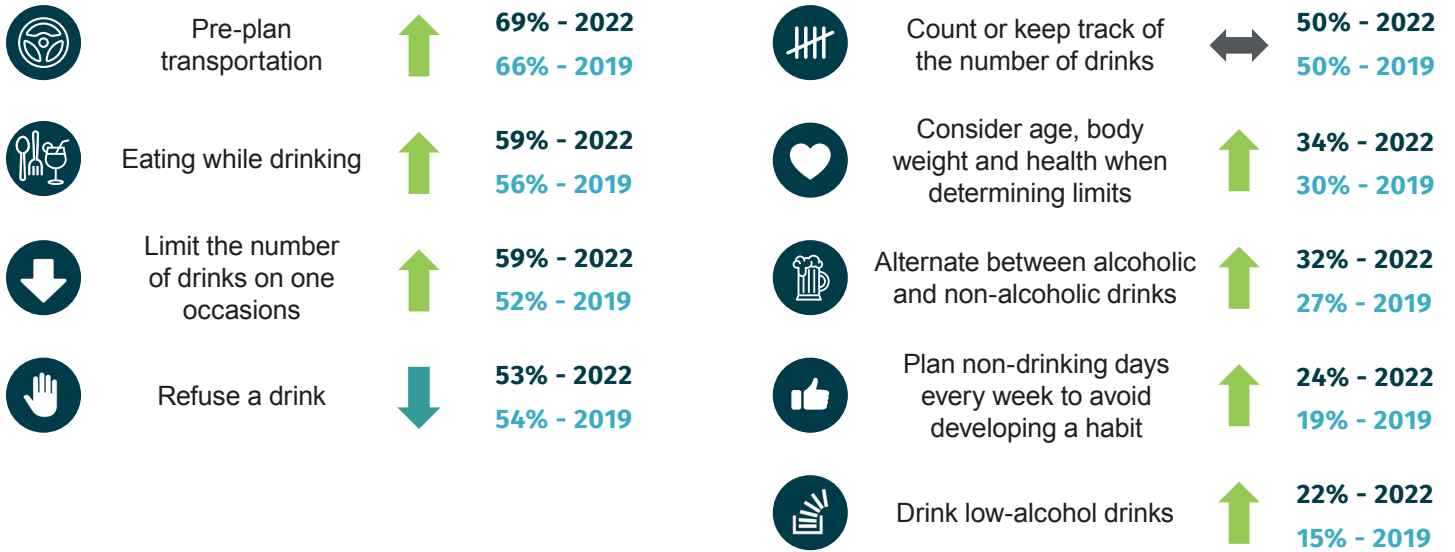 Pre-plan
transportation
69% - 2022
66% - 2019
Eating while drinking
59% - 2022
56% - 2019
Limit the number
of drinks on one
occasions
59% - 2022
52% - 2019
Refuse a drink
53% - 2022
54% - 2019
Count or keep track of
the number of drinks
50% - 2022
50% - 2019
Consider age, body
weight and health when
determining limits
34% - 2022
30% - 2019
Alternate between alcoholic
and non-alcoholic drinks
32% - 2022
27% - 2019
Plan non-drinking days
every week to avoid
developing a habit
24% - 2022
19% - 2019
Drink low-alcohol drinks
22% - 2022
15% - 2019